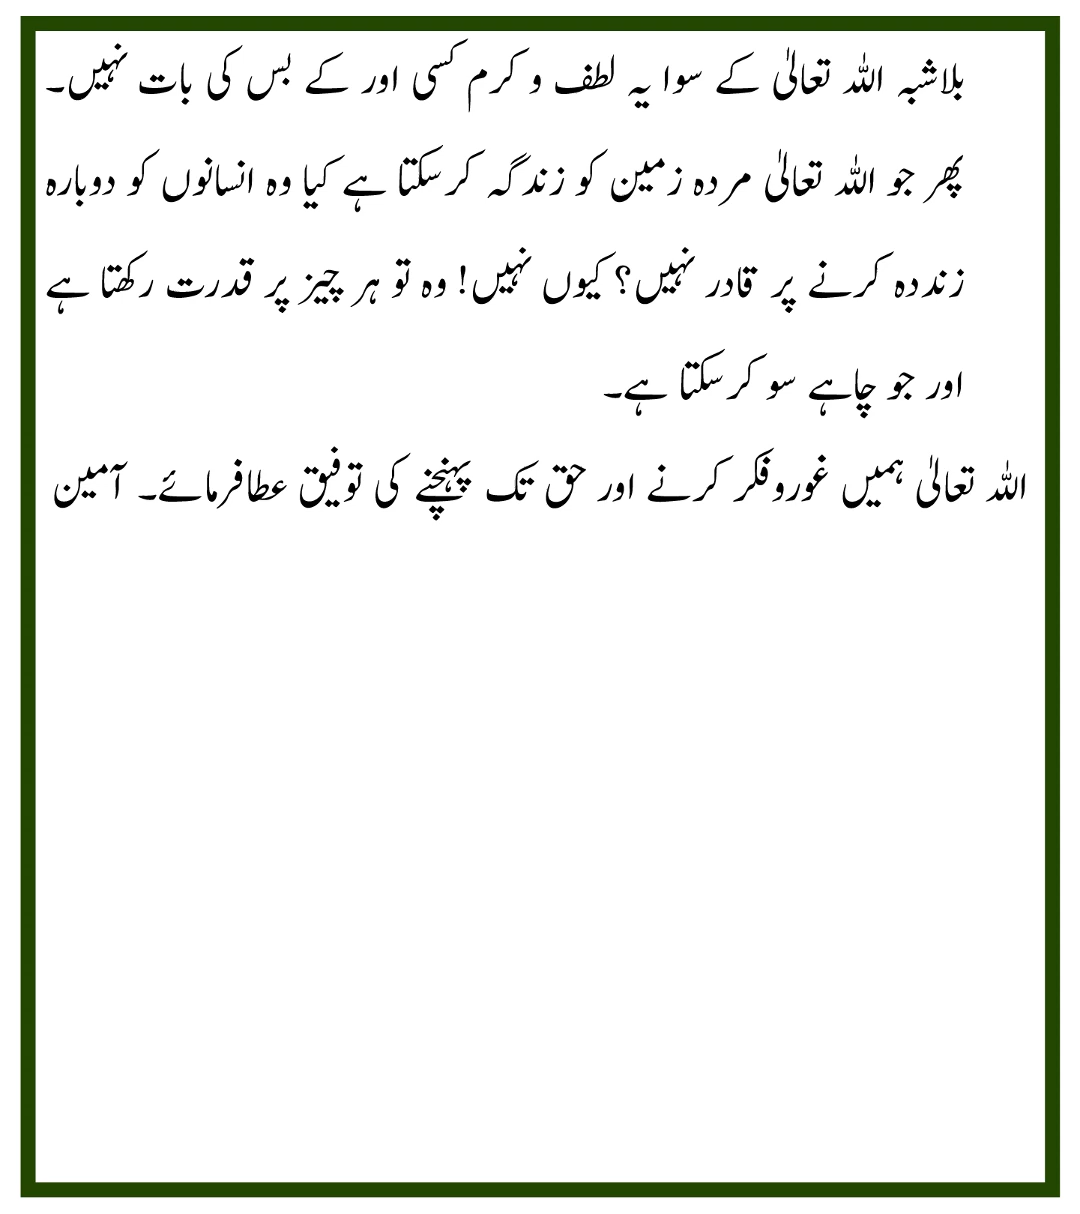 بلاشبہ اللہ تعالیٰ کے سوا یہ لطف و کرم کسی اور کے بس کی بات نہیں۔
پھر جو اللہ تعالیٰ مردہ زمین کو زندگہ کرسکتا ہے کیا وہ انسانوں کو دوبارہ
زندہ کرنے پر قادر نہیں؟ کیوں نہیں! وہ تو ہر چیز پر قدرت رکھتا ہے
اور جو چاہے سو کرسکتا ہے۔
اللہ تعالیٰ ہمیں غوروفکر کرنے اور حق تک پہنچنے کی توفیق عطافرمائے۔ آمین